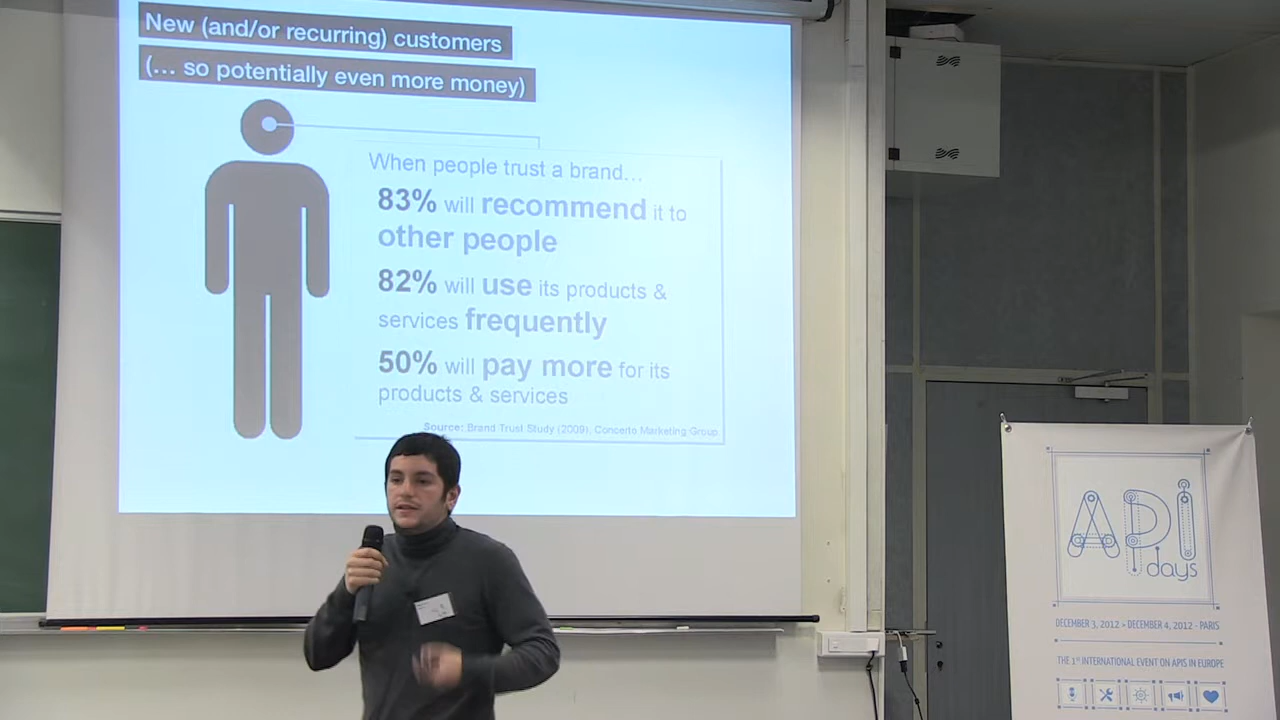 New (and/or recurring) customers
(... so potentially even more money)
When people trust a brand...
83% will recommend it to
other people
82% will use its products &
services frequently
50% will pay more for its
products & services
Source: Brand Trust Study (2009), Concerto Marketing Group
API
days
DECEMBER 3, 2012 > DECEMBER 4, 2012 - PARIS
THE 1st INTERNATIONAL EVENT ON APIS IN EUROPE